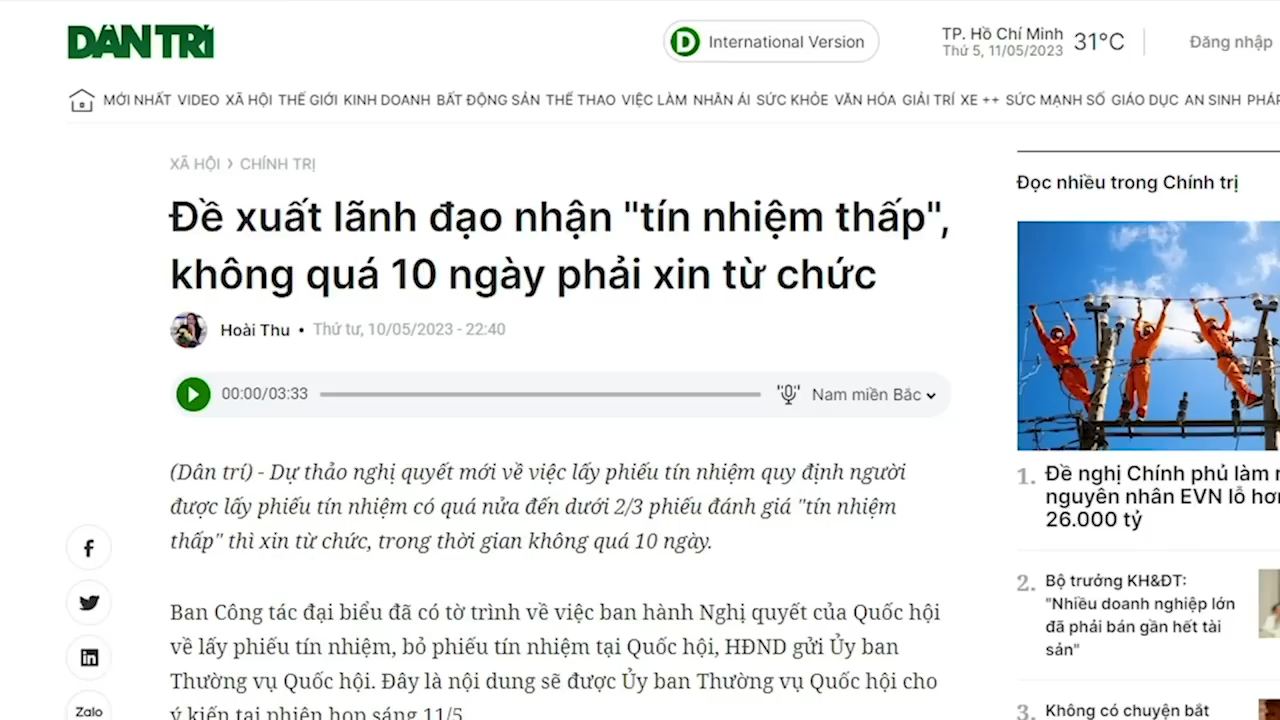 DÂN TRÍ
International Version
TP. Hồ Chí Minh
Thứ 5, 11/05/2023
31°C
Đăng nhập
MỚI NHẤT VIDEO XÃ HỘI THẾ GIỚI KINH DOANH BẤT ĐỘNG SẢN THỂ THAO VIỆC LÀM NHÂN ÁI SỨC KHỎE VĂN HÓA GIẢI TRÍ XE ++ SỨC MẠNH SỐ GIÁO DỤC AN SINH PHÁP
XÃ HỘI › CHÍNH TRỊ
Đề xuất lãnh đạo nhận "tín nhiệm thấp",
không quá 10 ngày phải xin từ chức
Hoài Thu • Thứ tư, 10/05/2023 - 22:40
00:00/03:33
Nam miền Bắc
(Dân trí) - Dự thảo nghị quyết mới về việc lấy phiếu tín nhiệm quy định người
được lấy phiếu tín nhiệm có quá nửa đến dưới 2/3 phiếu đánh giá "tín nhiệm
thấp" thì xin từ chức, trong thời gian không quá 10 ngày.
Ban Công tác đại biểu đã có tờ trình về việc ban hành Nghị quyết của Quốc hội
về lấy phiếu tín nhiệm, bỏ phiếu tín nhiệm tại Quốc hội, HĐND gửi Ủy ban
Thường vụ Quốc hội. Đây là nội dung sẽ được Ủy ban Thường vụ Quốc hội cho
ý kiến tại phiên họp sáng 11/5.
Zalo
Đọc nhiều trong Chính trị
1. Đề nghị Chính phủ làm
nguyên nhân EVN lỗ hơn
26.000 tỷ
2. Bộ trưởng KH&ĐT:
"Nhiều doanh nghiệp lớn
đã phải bán gần hết tài
sản"
3. Không có chuyện bắt